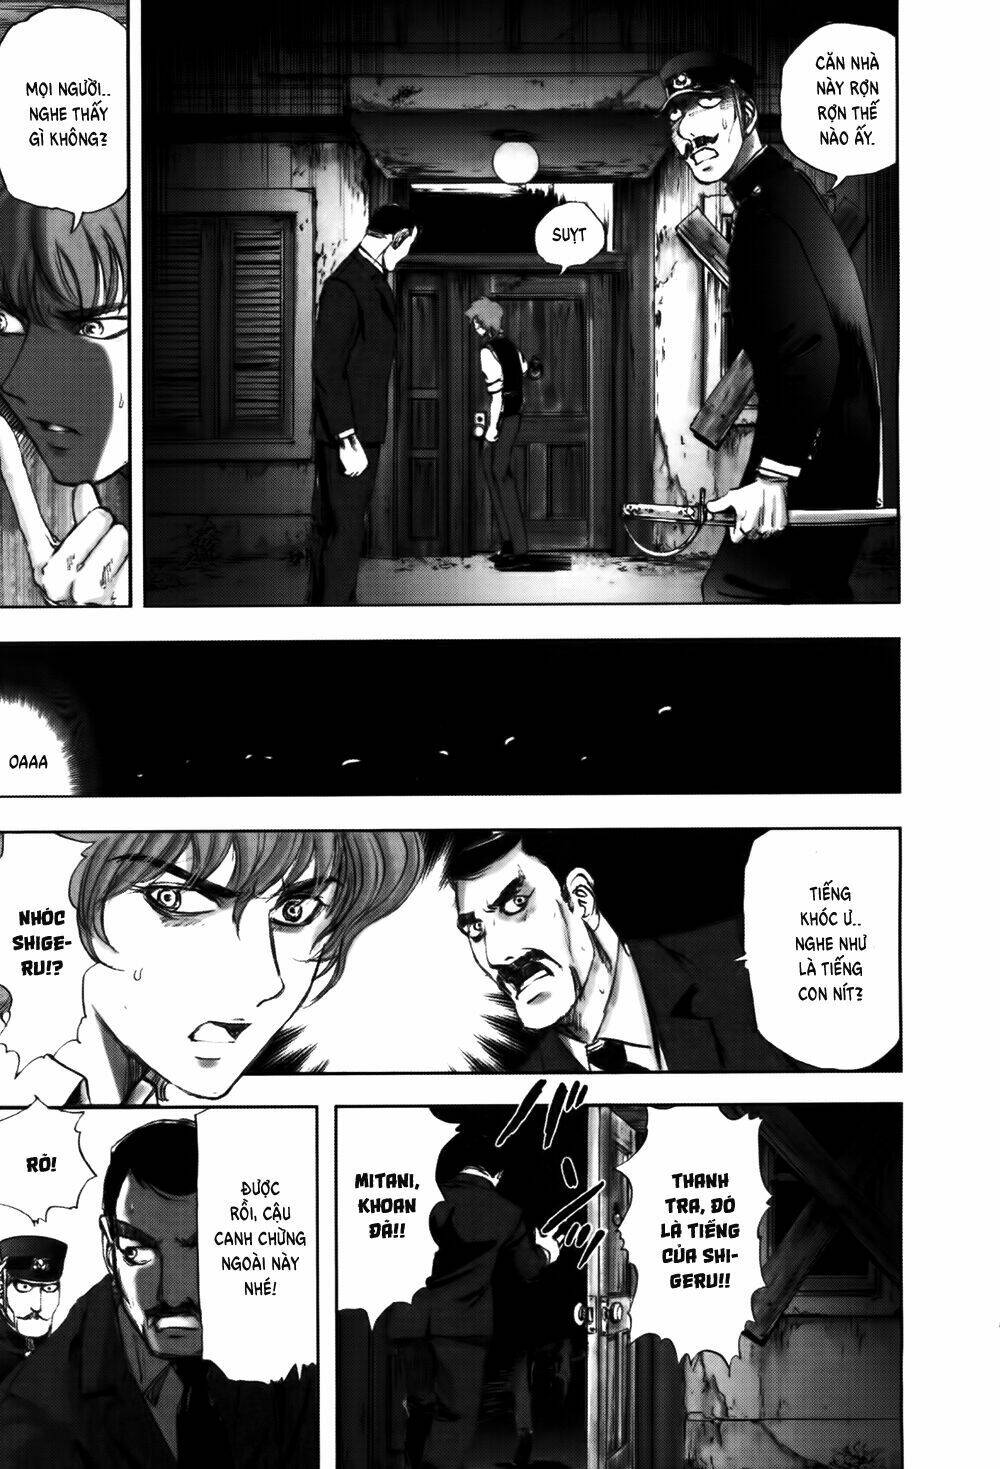 CĂN NHÀ
NÀY RỢN
RỢN THẾ
NÀO ẤY.
SUỴT
MỌI NGƯỜI..
NGHE THẤY
GÌ KHÔNG?
OAAA
TIẾNG
KHÓC Ư..
NGHE NHƯ
LÀ TIẾNG
CON NÍT?
NHÓC
SHIGE-
RU!?
THANH
TRA, ĐÓ
LÀ TIẾNG
CỦA SHI-
GERU!!
MITANI,
KHOAN
ĐÃ!!
ĐƯỢC
RỒI, CẬU
CANH CHỪNG
NGOÀI NÀY
NHÉ!
RÕ!